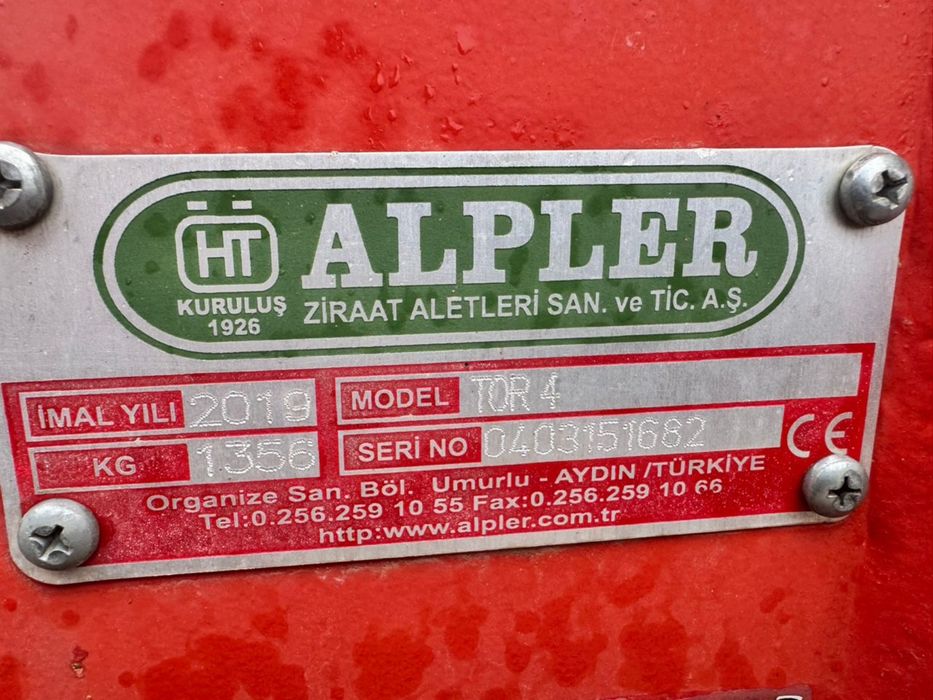 HT
KURULUŞ
1926
ALPLER
ZİRAAT ALETLERİ SAN. ve TİC. A.Ş.
İMAL YILI 2019
MODEL TOR 4
KG 1356
SERİ NO 0403151682
CE
Organize San. Böl. Umurlu - AYDIN /TÜRKİYE
Tel:0.256.259 10 55 Fax:0.256.259 10 66
http:www.alpler.com.tr